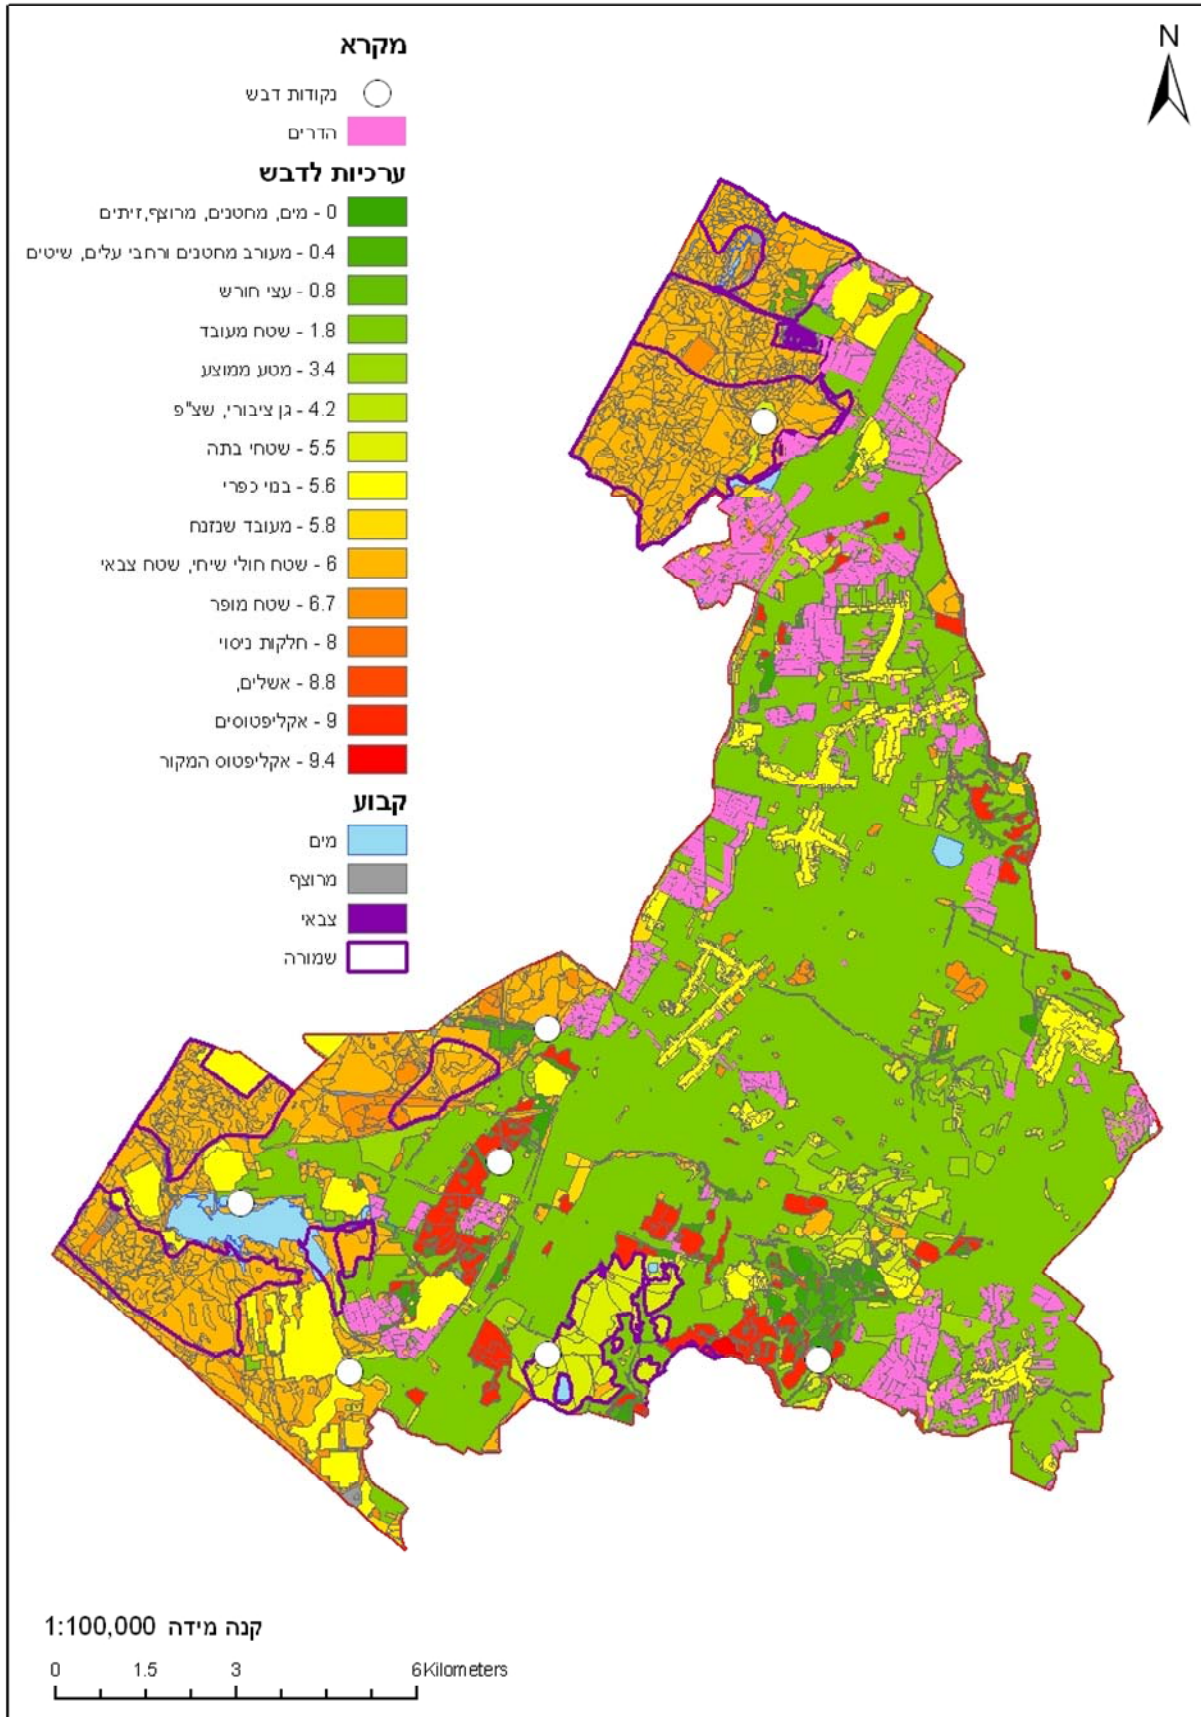 N
מקרא
נקודות דבש
הדרים
ערכיות לדבש
0 - מים, מחטנים, מרוצף,זיתים
0.4 - מעורב מחטנים ורחבי עלים, שיטים
0.8 - עצי חורש
1.8 - שטח מעובד
3.4 - מטע ממוצע
4.2 - גן ציבורי, שצ"פ
5.5 - שטחי בתה
5.6 - בנוי כפרי
5.8 - מעובד שנזנח
6 - שטח חולי שיחי, שטח צבאי
6.7 - שטח מופר
8 - חלקות ניסוי
8.8 - אשלים,
9 - אקליפטוסים
9.4 - אקליפטוס המקור
קבוע
מים
מרוצף
צבאי
שמורה
קנה מידה 1:100,000
0 1.5 3 6Kilometers